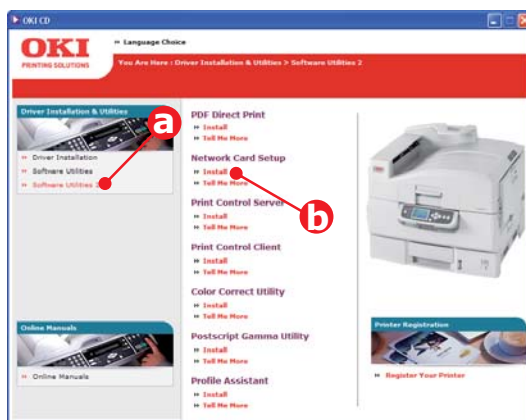 OKI CD
OKI
PRINTING SOLUTIONS
Language Choice
You Are Here : Driver Installation & Utilities > Software Utilities 2
Driver Installation & Utilities
Driver Installation
Software Utilities
Software Utilities 2
a
Online Manuals
Online Manuals
PDF Direct Print
Install
Tell Me More
Network Card Setup
Install
Tell Me More
b
Print Control Server
Install
Tell Me More
Print Control Client
Install
Tell Me More
Color Correct Utility
Install
Tell Me More
Postscript Gamma Utility
Install
Tell Me More
Profile Assistant
Install
Tell Me More
Printer Registration
Register Your Printer